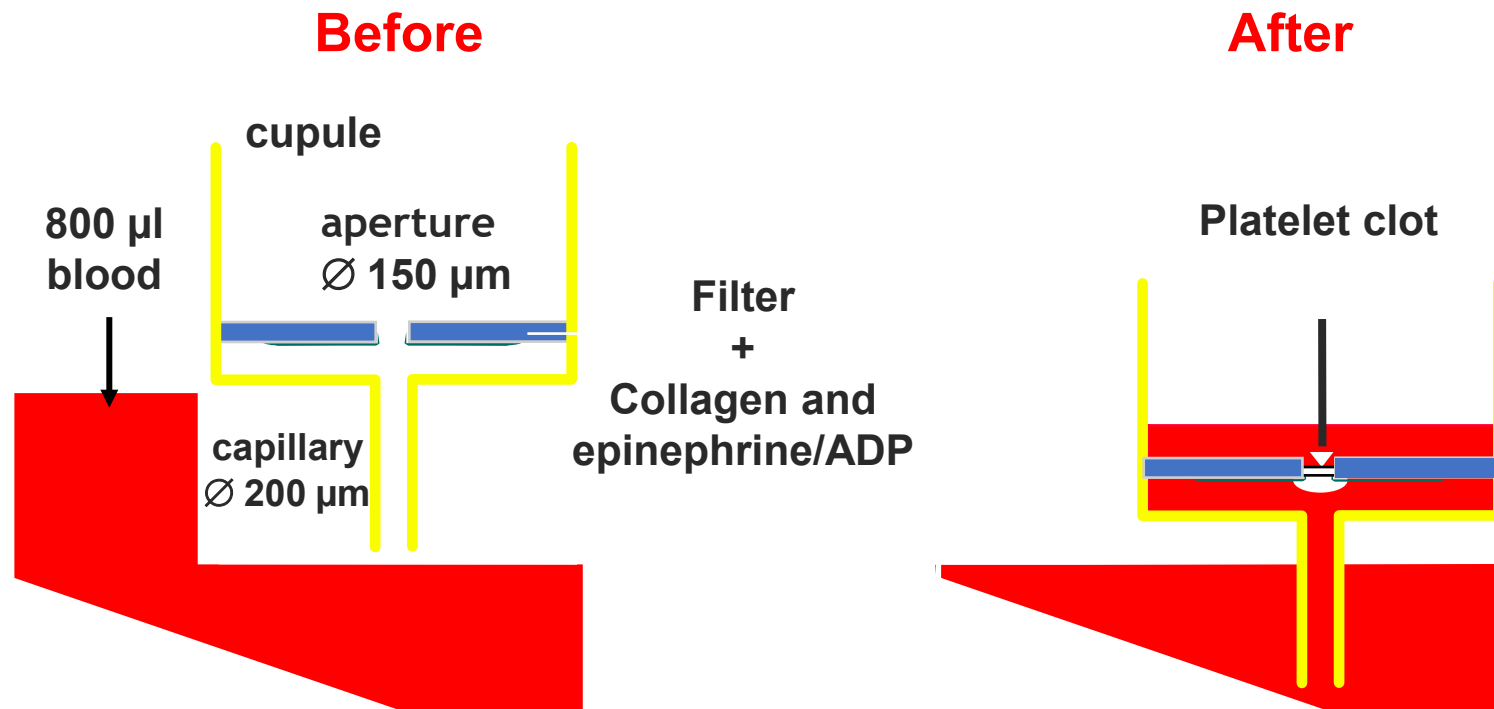 Before
After
cupule
800 µl
blood
aperture
∅ 150 µm
Platelet clot
Filter
+
Collagen and
epinephrine/ADP
capillary
∅ 200 µm